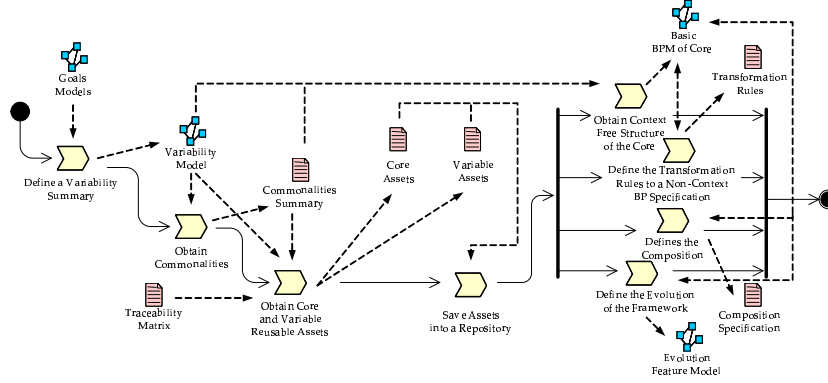 Goals
Models
Define a Variability
Summary
Variability
Model
Obtain
Commonalities
Commonalities
Summary
Traceability
Matrix
Obtain Core
and Variable
Reusable Assets
Core
Assets
Variable
Assets
Save Assets
into a Repository
Basic
BPM of Core
Transformation
Rules
Obtain Context
Free Structure
of the Core
Define the Transformation
Rules to a Non-Context
BP Specification
Defines the
Composition
Define the Evolution
of the Framework
Composition
Specification
Evolution
Feature Model